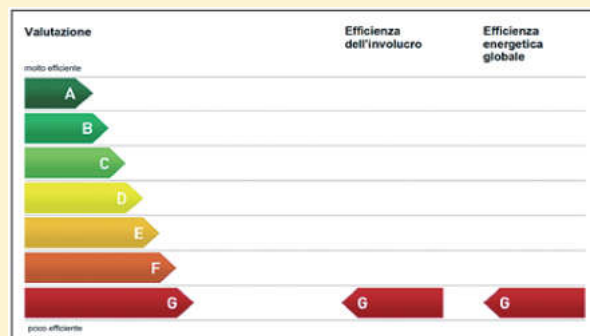 Valutazione
Efficienza
dell'involucro
Efficienza
energetica
globale
molto efficiente
A
B
C
D
E
F
G
G
G
poco efficiente